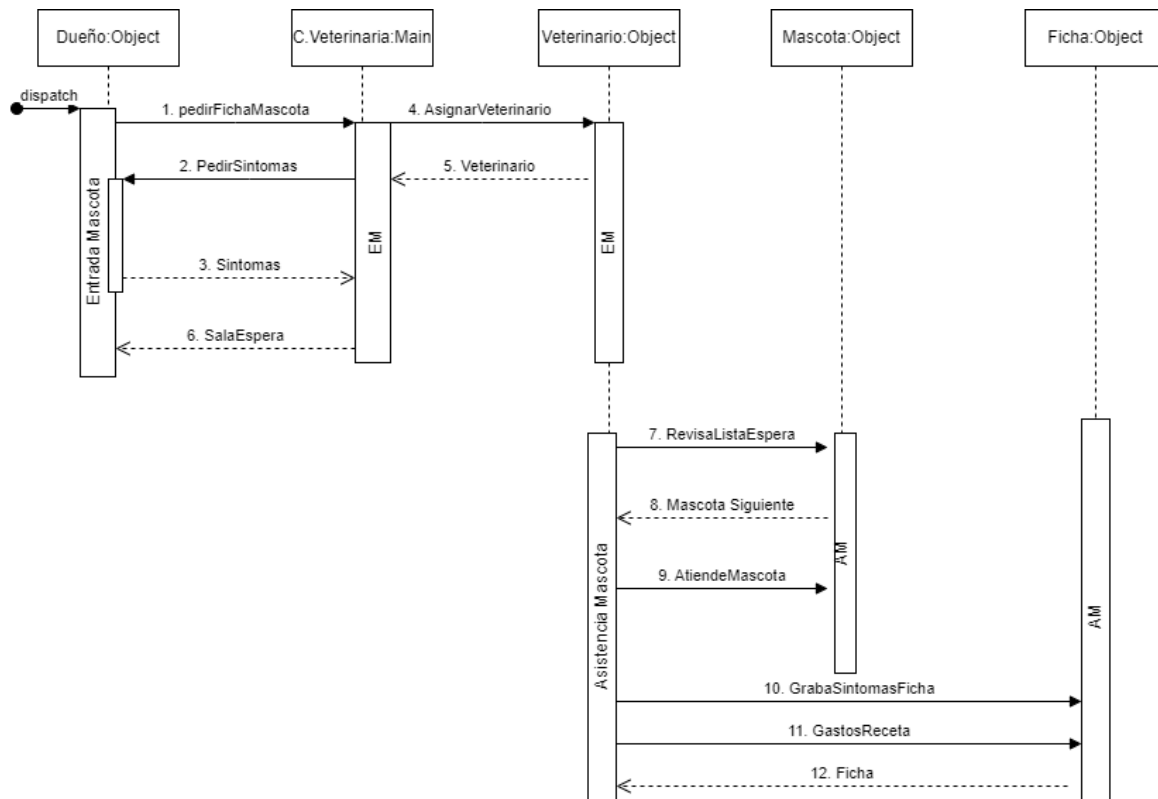 Dueño:Object
C.Veterinaria:Main
Veterinario:Object
Mascota:Object
Ficha:Object
dispatch
1. pedirFichaMascota
4. AsignarVeterinario
2. PedirSintomas
5. Veterinario
Entrada Mascota
EM
EM
3. Sintomas
6. SalaEspera
7. RevisaListaEspera
8. Mascota Siguiente
AM
9. AtiendeMascota
Asistencia Mascota
AM
10. GrabaSintomasFicha
11. GastosReceta
12. Ficha